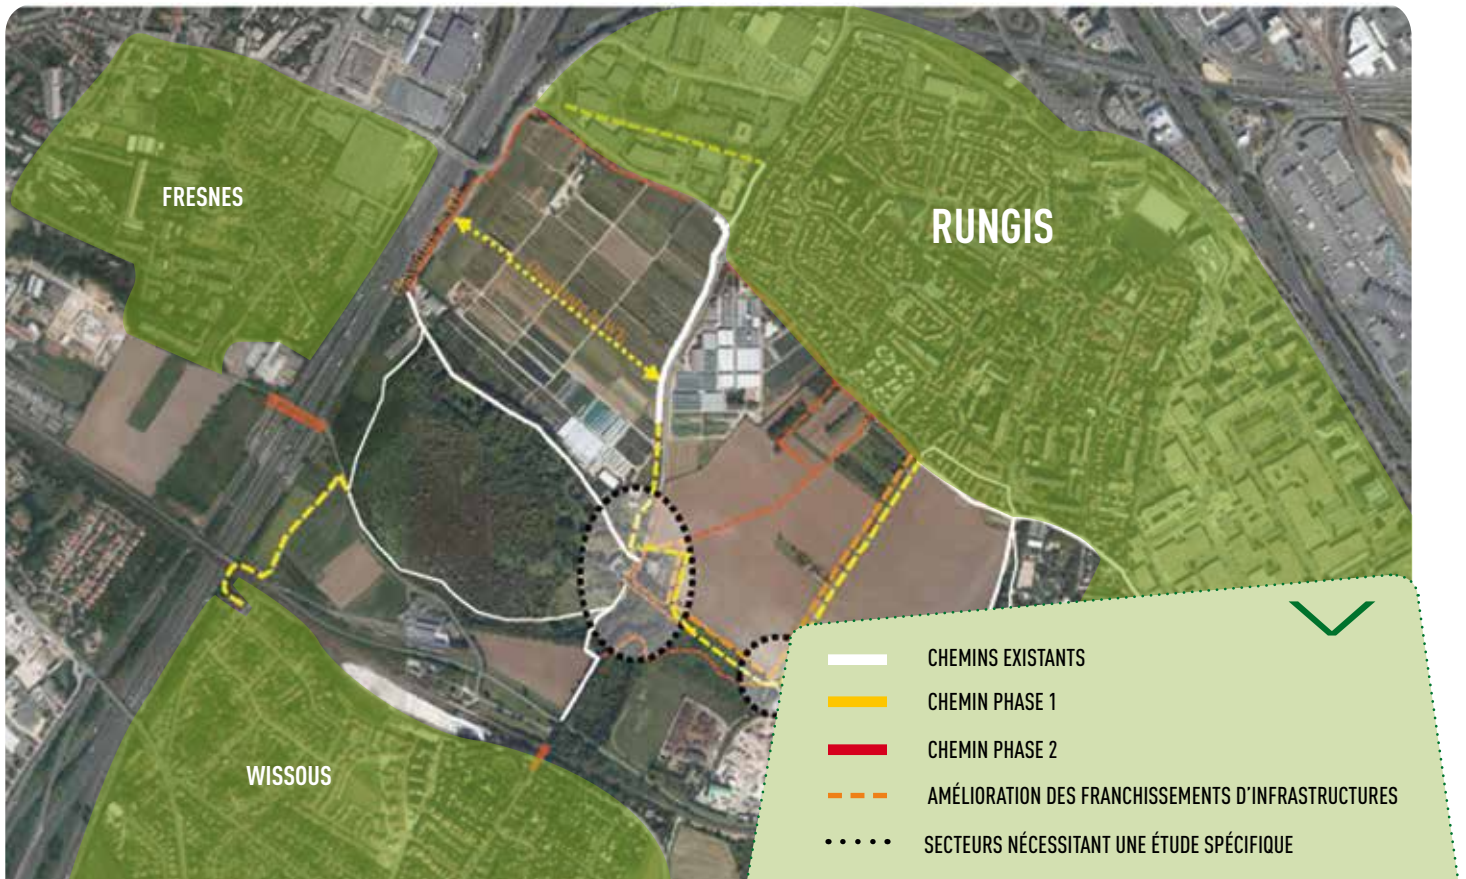 FRESNES
RUNGIS
WISSOUS
CHEMINS EXISTANTS
CHEMIN PHASE 1
CHEMIN PHASE 2
AMÉLIORATION DES FRANCHISSEMENTS D'INFRASTRUCTURES
SECTEURS NÉCESSITANT UNE ÉTUDE SPÉCIFIQUE